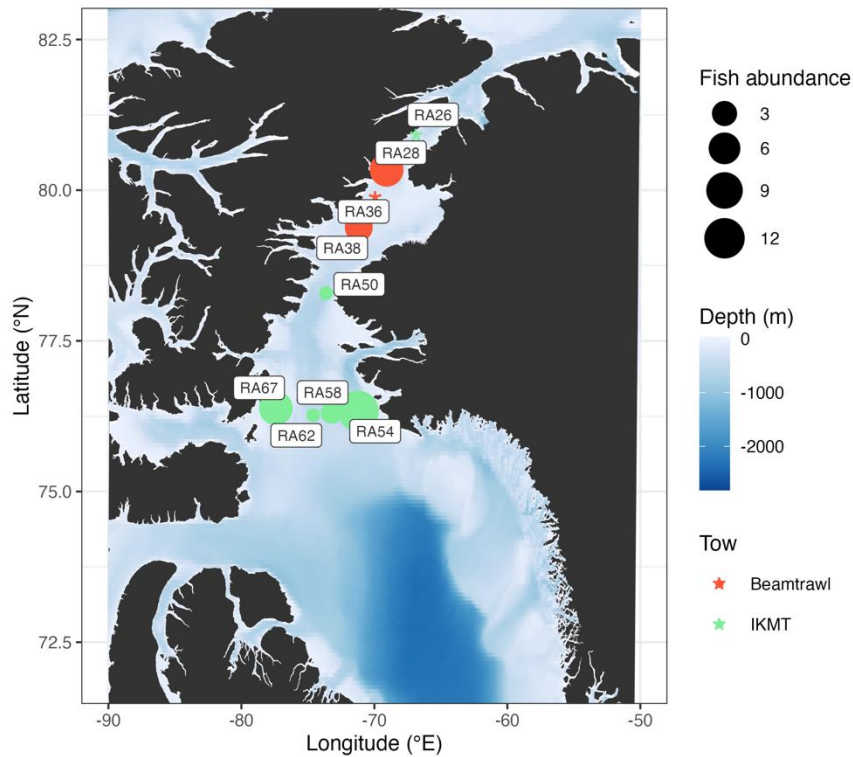 82.5
80.0
77.5
75.0
72.5
Latitude (°N)
-90
-80
-70
-60
-50
Longitude (°E)
RA26
RA28
RA36
RA38
RA50
RA67
RA58
RA62
RA54
Fish abundance
3
6
9
12
Depth (m)
0
-1000
-2000
Tow
Beamtrawl
IKMT